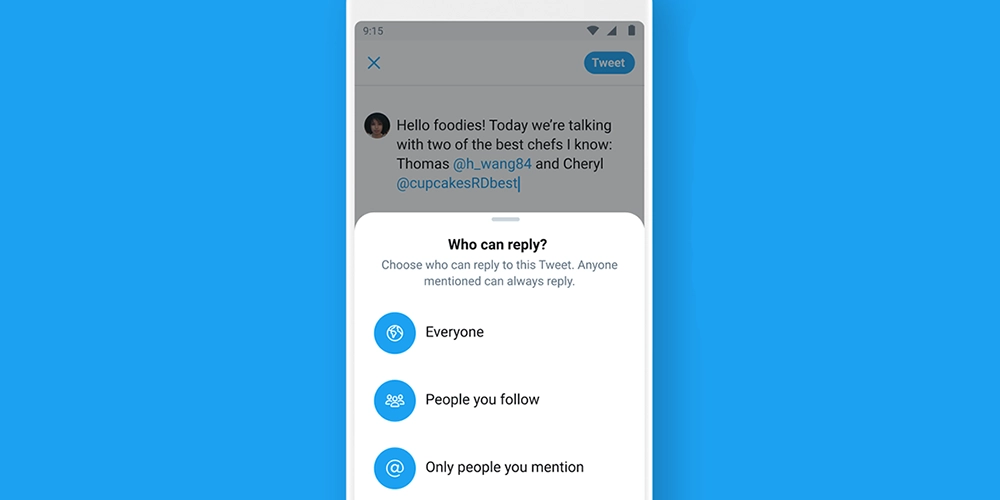 9:15
Tweet
Hello foodies! Today we’re talking
with two of the best chefs I know:
Thomas @h_wang84 and Cheryl
@cupcakesRDbest
Who can reply?
Choose who can reply to this Tweet. Anyone
mentioned can always reply.
Everyone
People you follow
Only people you mention